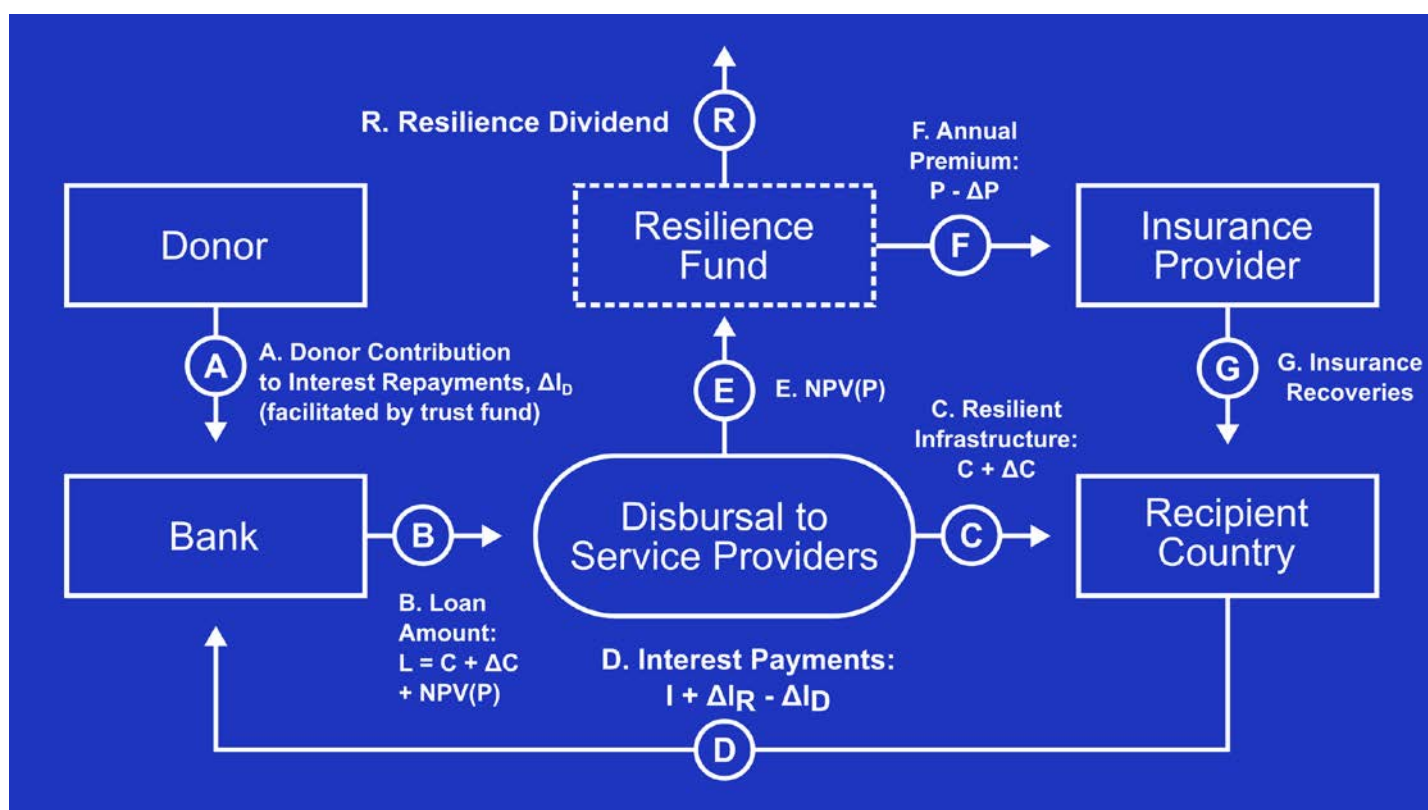 R
R. Resilience Dividend
F. Annual
Premium:
P - ΔP
Donor
Resilience
Fund
F
Insurance
Provider
A
A. Donor Contribution
to Interest Repayments, ΔI_D
(facilitated by trust fund)
E
E. NPV(P)
G
G. Insurance
Recoveries
C. Resilient
Infrastructure:
C + ΔC
Bank
B
Disbursal to
Service Providers
C
Recipient
Country
B. Loan
Amount:
L = C + ΔC
+ NPV(P)
D. Interest Payments:
I + ΔI_R - ΔI_D
D